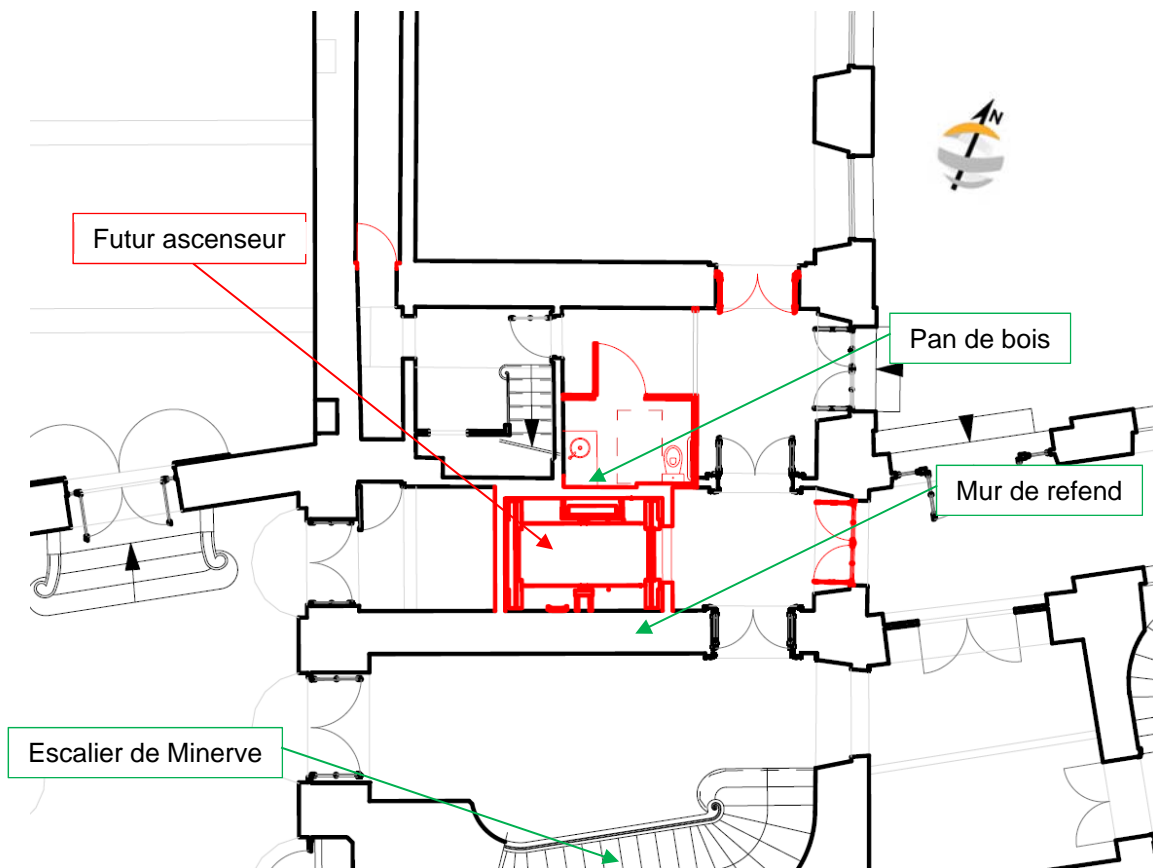 N
Futur ascenseur
Pan de bois
Mur de refend
Escalier de Minerve